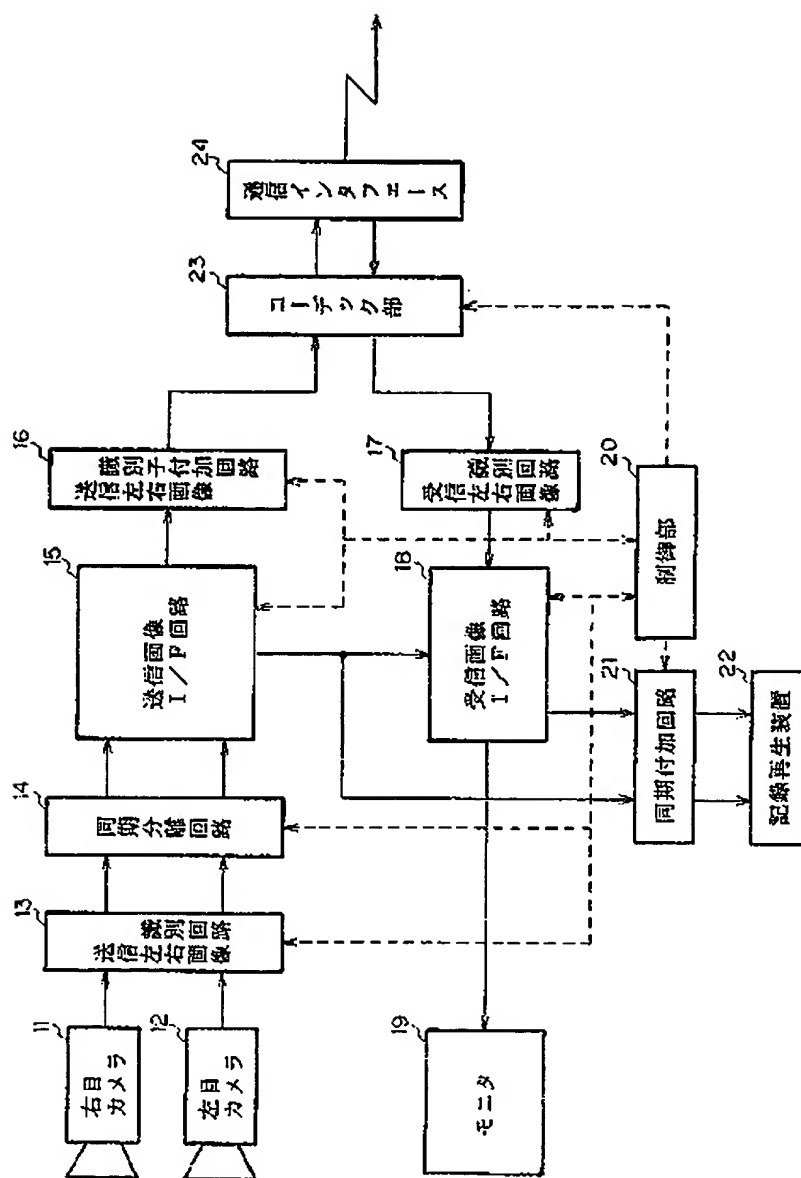 11
右目
カメラ
12
左目
カメラ
13
送信左右画像
識別回路
14
同期分離回路
15
送信画像
I/F回路
16
送信左右画像
識別子付加回路
23
コーデック部
24
通信インタフェース
17
受信左右画像
識別回路
18
受信画像
I/F回路
19
モニタ
20
制御部
21
同期付加回路
22
記録再生装置